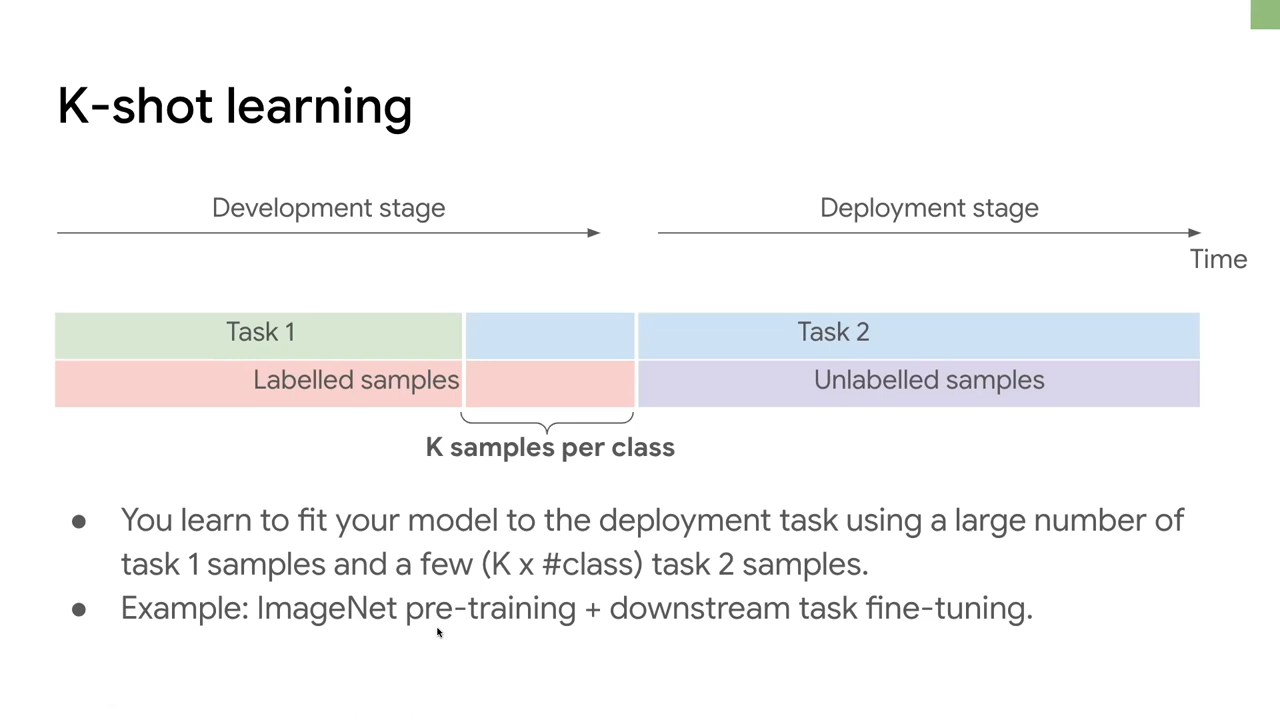 K-shot learning
Development stage
Deployment stage
Time
Task 1
Task 2
Labelled samples
Unlabelled samples
K samples per class
● You learn to fit your model to the deployment task using a large number of
task 1 samples and a few (K x #class) task 2 samples.
● Example: ImageNet pre-training + downstream task fine-tuning.